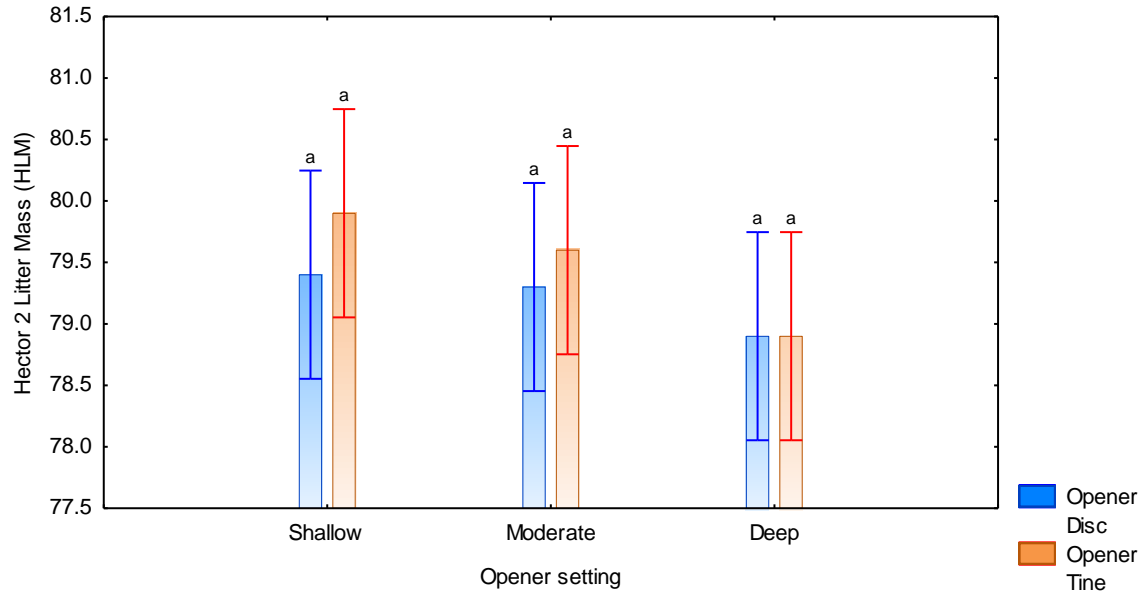 81.5
81.0
80.5
80.0
79.5
79.0
78.5
78.0
77.5
Hector 2 Litter Mass (HLM)
a
a
a
a
a
a
Shallow
Moderate
Deep
Opener setting
Opener
Disc
Opener
Tine